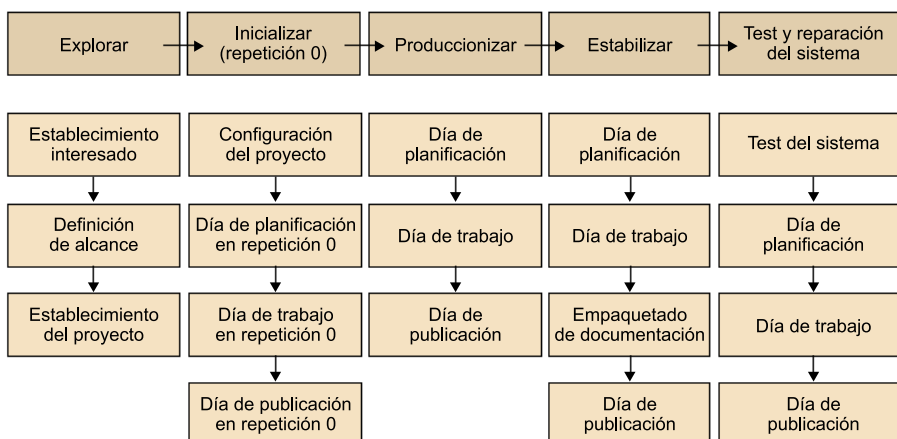 Explorar
Inicializar
(repetición 0)
Produccionizar
Estabilizar
Test y reparación
del sistema
Establecimiento
interesado
Definición
de alcance
Establecimiento
del proyecto
Configuración
del proyecto
Día de planificación
en repetición 0
Día de trabajo
en repetición 0
Día de publicación
en repetición 0
Día de
planificación
Día de trabajo
Día de
publicación
Día de
planificación
Día de trabajo
Empaquetado
de documentación
Día de
publicación
Test del sistema
Día de
planificación
Día de trabajo
Día de
publicación